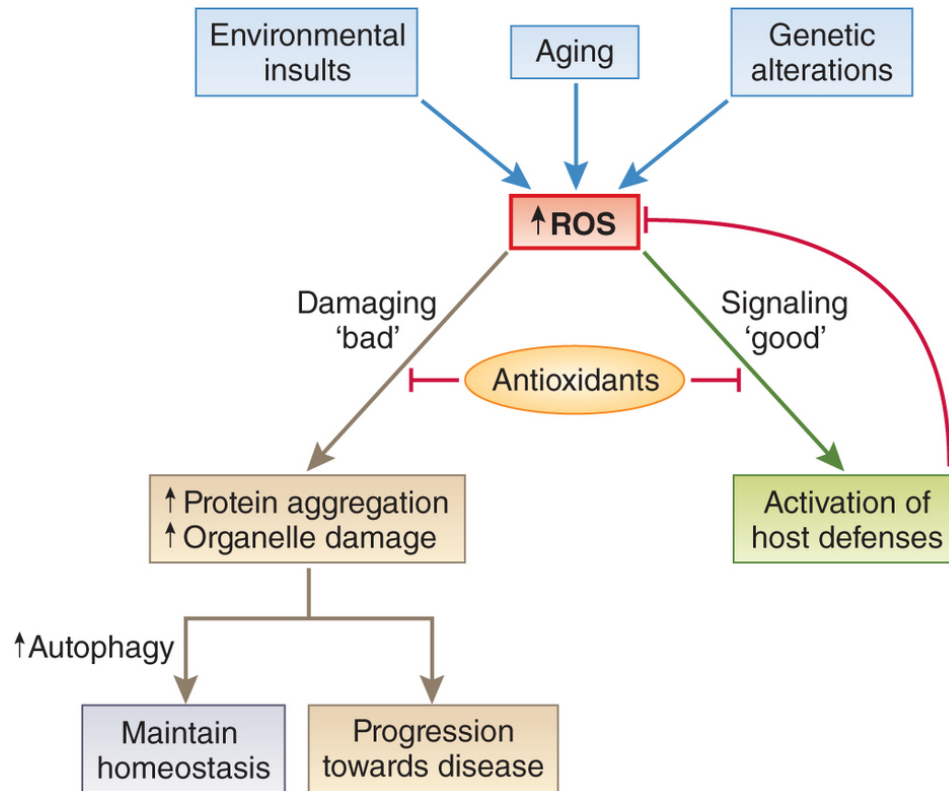 Environmental
insults
Aging
Genetic
alterations
↑ROS
Damaging
‘bad’
Signaling
‘good’
Antioxidants
↑Protein aggregation
↑Organelle damage
Activation of
host defenses
↑Autophagy
Maintain
homeostasis
Progression
towards disease